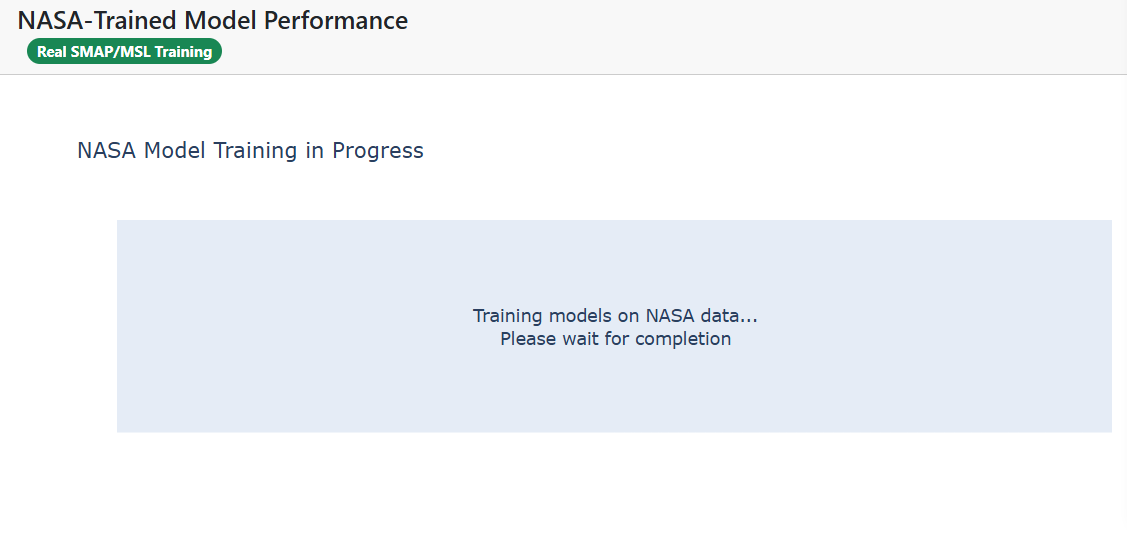 NASA-Trained Model Performance
Real SMAP/MSL Training
NASA Model Training in Progress
Training models on NASA data...
Please wait for completion